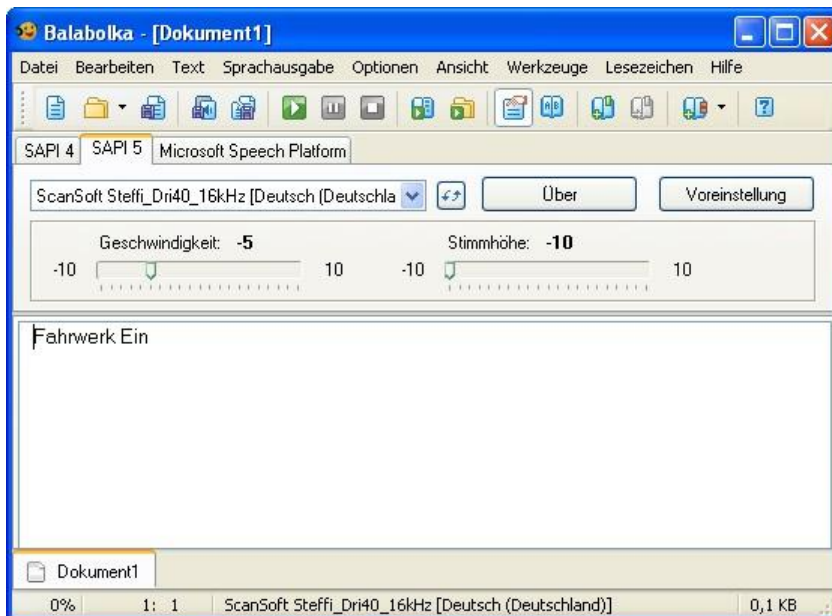 Balabolka - [Dokument1]
Datei Bearbeiten Text Sprachausgabe Optionen Ansicht Werkzeuge Lesezeichen Hilfe
SAPI 4 SAPI 5 Microsoft Speech Platform
ScanSoft Steffi_Dri40_16kHz [Deutsch (Deutschla Über Voreinstellung
Geschwindigkeit: -5 Stimmhöhe: -10
-10 10 -10 10
Fahrwerk Ein
Dokument1
0% 1: 1 ScanSoft Steffi_Dri40_16kHz [Deutsch (Deutschland)] 0,1 KB